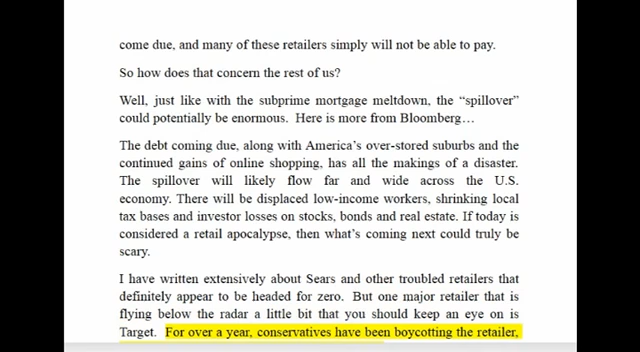 come due, and many of these retailers simply will not be able to pay.
So how does that concern the rest of us?
Well, just like with the subprime mortgage meltdown, the “spillover”
could potentially be enormous.  Here is more from Bloomberg…
The debt coming due, along with America’s over-stored suburbs and the
continued gains of online shopping, has all the makings of a disaster.
The spillover will likely flow far and wide across the U.S.
economy. There will be displaced low-income workers, shrinking local
tax bases and investor losses on stocks, bonds and real estate. If today is
considered a retail apocalypse, then what’s coming next could truly be
scary.
I have written extensively about Sears and other troubled retailers that
definitely appear to be headed for zero.  But one major retailer that is
flying below the radar a little bit that you should keep an eye on is
Target.  For over a year, conservatives have been boycotting the retailer,